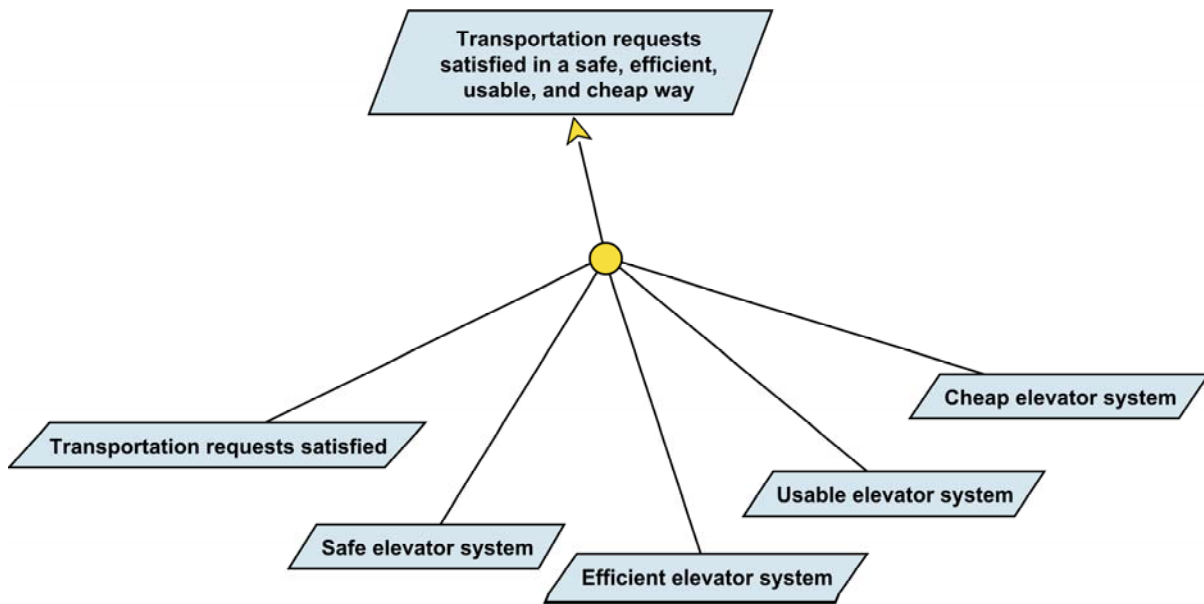 Transportation requests
satisfied in a safe, efficient,
usable, and cheap way
Cheap elevator system
Transportation requests satisfied
Usable elevator system
Safe elevator system
Efficient elevator system